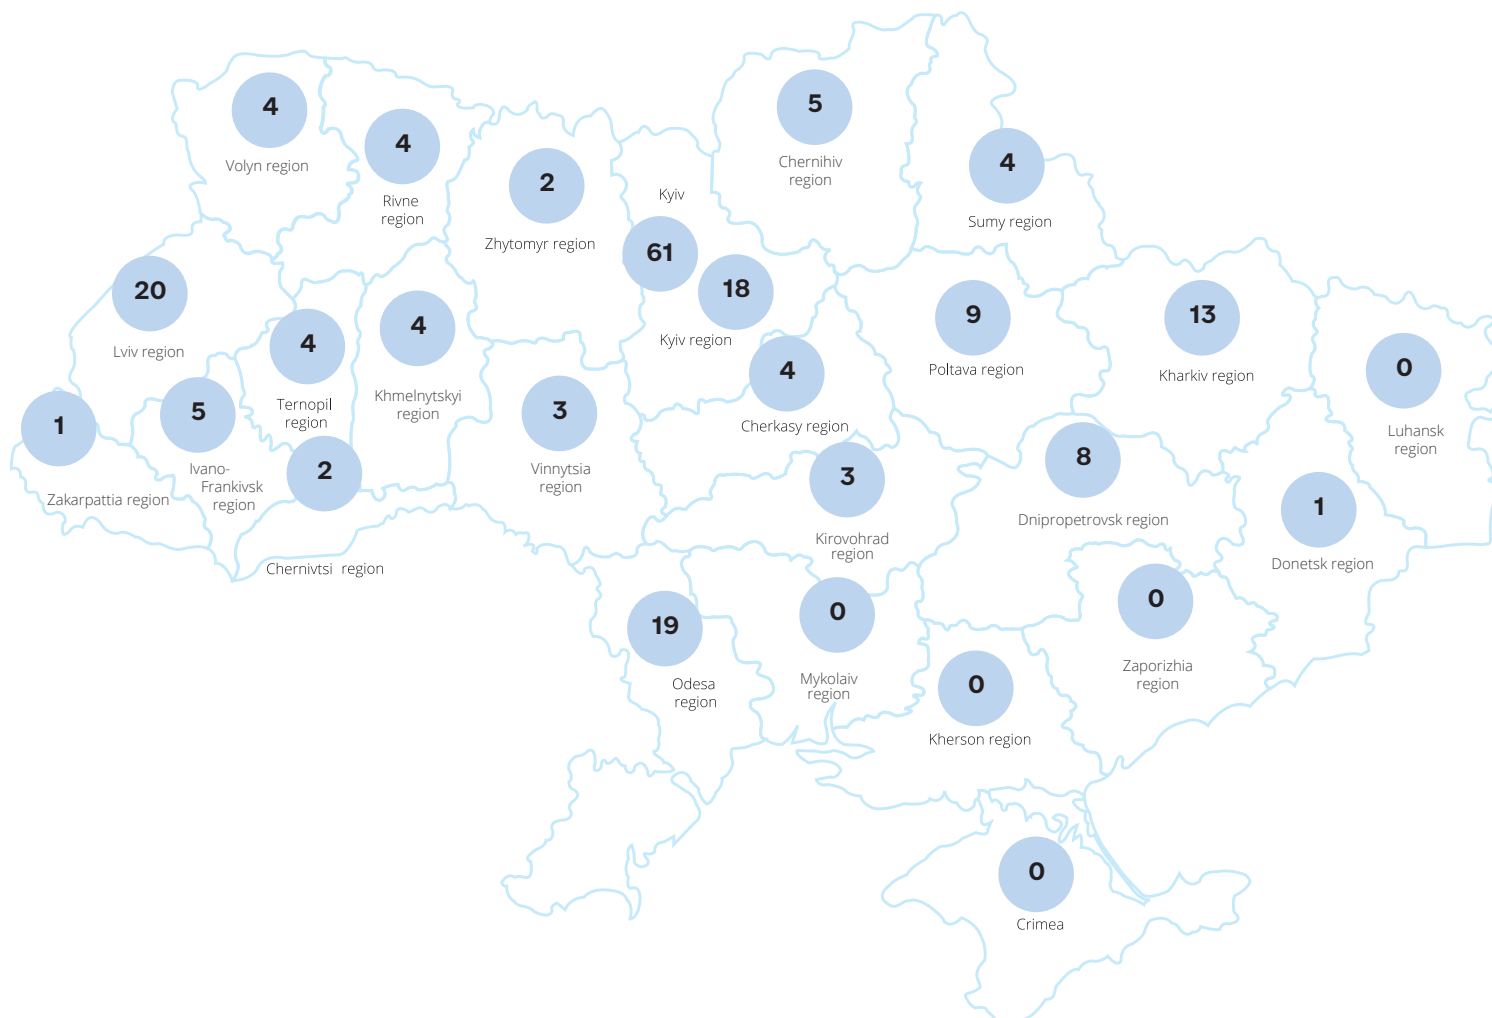 4
Volyn region
4
Rivne
region
2
Zhytomyr region
Kyiv
61
18
Kyiv region
5
Chernihiv
region
4
Sumy region
20
Lviv region
4
Ternopil
region
4
Khmelnytskyi
region
3
Vinnytsia
region
4
Cherkasy region
9
Poltava region
13
Kharkiv region
0
Luhansk
region
1
Zakarpattia region
5
Ivano-
Frankivsk
region
2
Chernivtsi region
3
Kirovohrad
region
8
Dnipropetrovsk region
1
Donetsk region
19
Odesa
region
0
Mykolaiv
region
0
Kherson region
0
Zaporizhia
region
0
Crimea